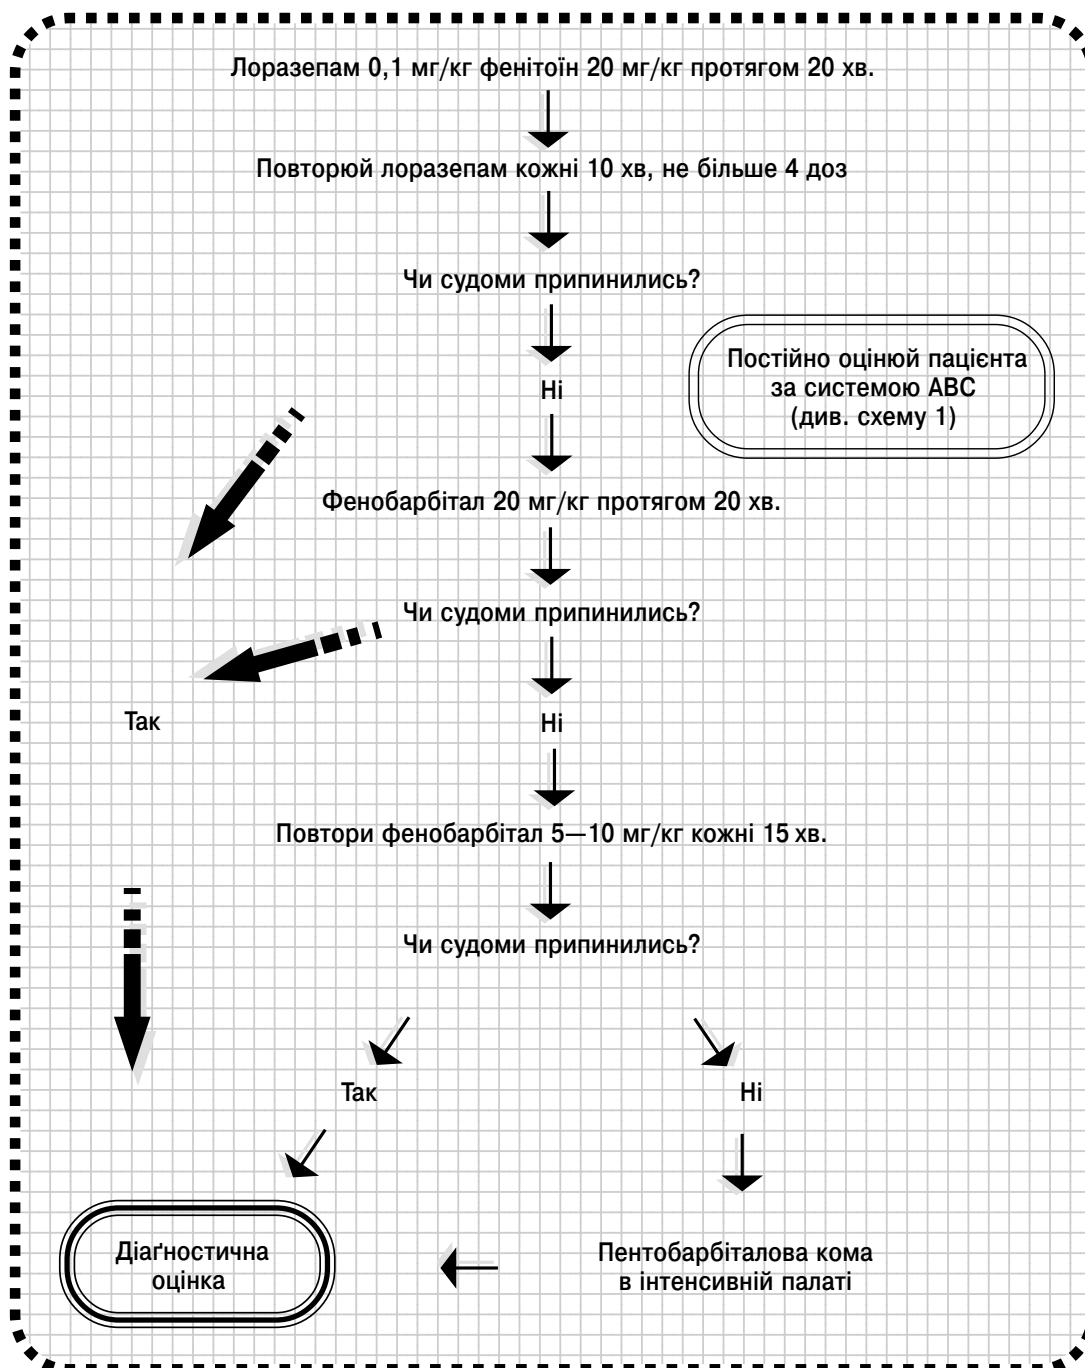 Лоразепам 0,1 мг/кг фенітоїн 20 мг/кг протягом 20 хв.
Повторюй лоразепам кожні 10 хв, не більше 4 доз
Чи судоми припинились?
Постійно оцінюй пацієнта
за системою АВС
(див. схему 1)
Ні
Фенобарбітал 20 мг/кг протягом 20 хв.
Чи судоми припинились?
Так
Ні
Повтори фенобарбітал 5—10 мг/кг кожні 15 хв.
Чи судоми припинились?
Так
Ні
Діаґностична
оцінка
Пентобарбіталова кома
в інтенсивній палаті